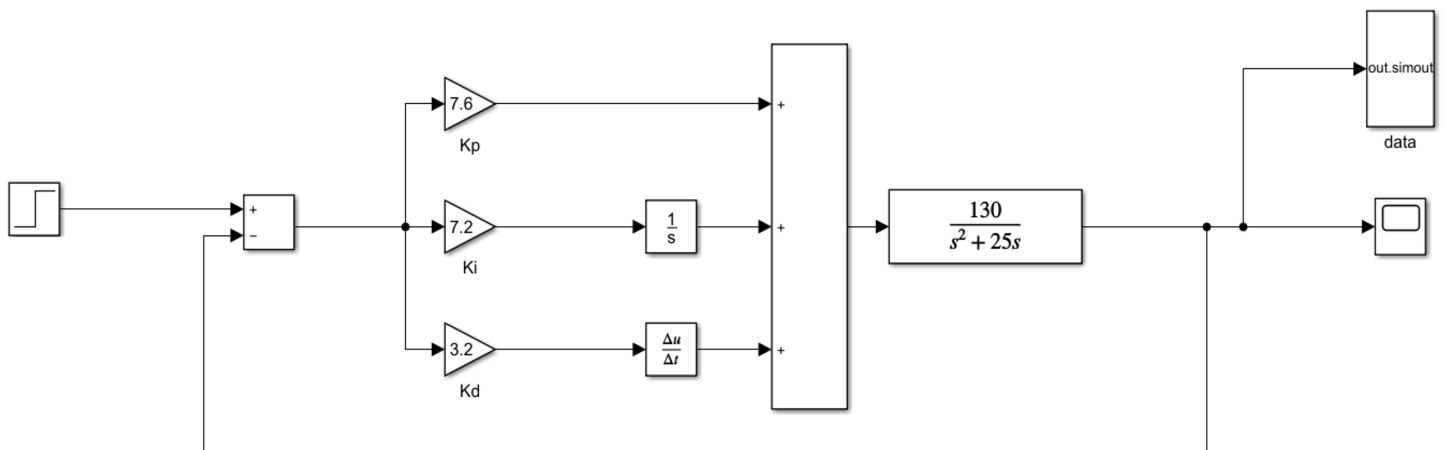 out.simout
data
7.6
+
Kp
+
−
7.2
1
s
+
130
s² + 25s
Ki
3.2
Δu
Δt
+
Kd